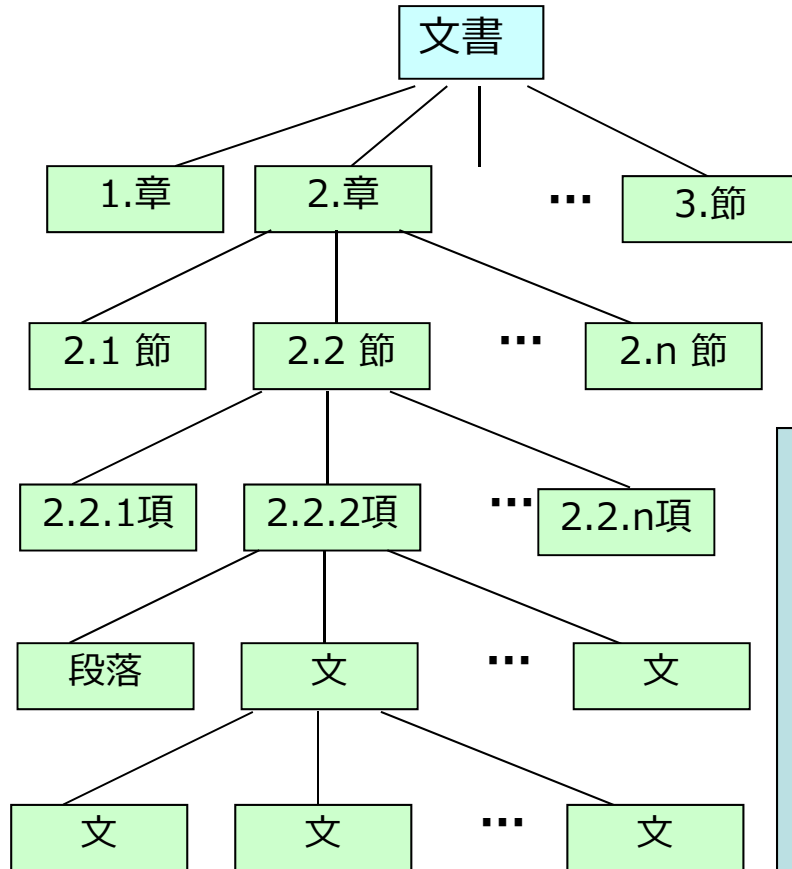 文書
1.章
2.章
…
3.節
2.1 節
2.2 節
…
2.n 節
2.2.1項
2.2.2項
…
2.2.n項
段落
文
…
文
文
文
…
文